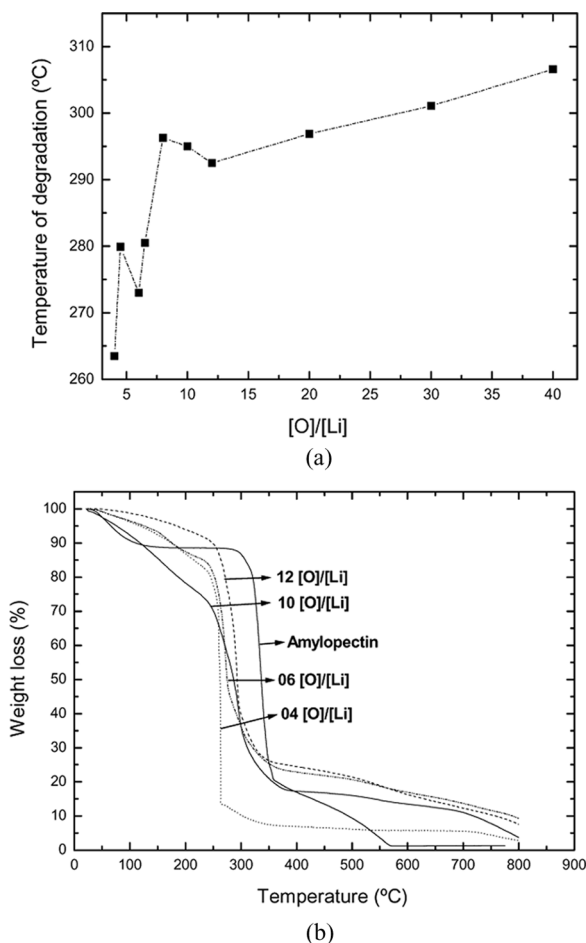 310
300
290
280
270
260
Temperature of degradation (ºC)
5 10 15 20 25 30 35 40
[O]/[Li]
(a)
100
90
80
70
60
50
40
30
20
10
0
Weight loss (%)
12 [O]/[Li]
10 [O]/[Li]
Amylopectin
06 [O]/[Li]
04 [O]/[Li]
0 100 200 300 400 500 600 700 800 900
Temperature (ºC)
(b)